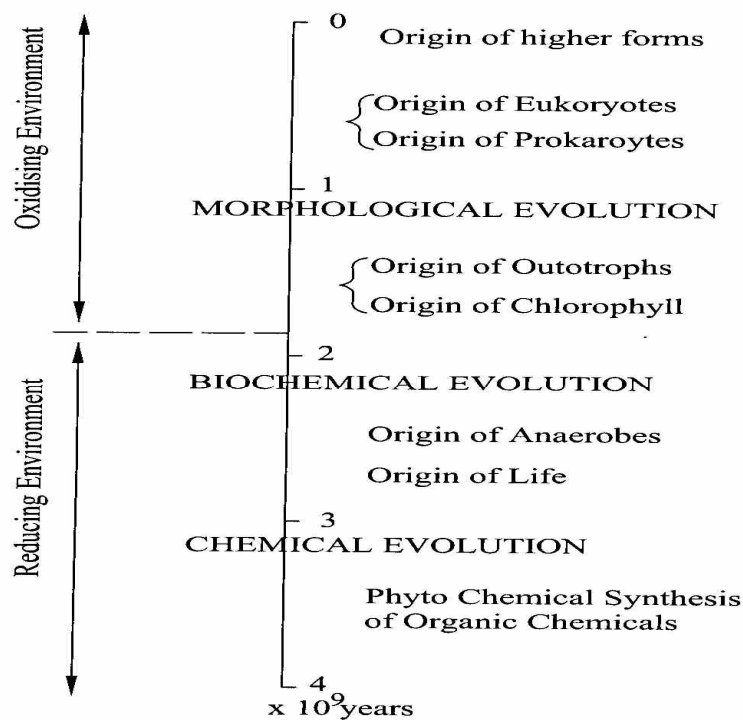 0
Origin of higher forms
Origin of Eukoryotes
Origin of Prokaroytes
1
MORPHOLOGICAL EVOLUTION
Origin of Outotrophs
Origin of Chlorophyll
2
BIOCHEMICAL EVOLUTION
Origin of Anaerobes
Origin of Life
3
CHEMICAL EVOLUTION
Phyto Chemical Synthesis
of Organic Chemicals
4
x 10⁹years
Oxidising Environment
Reducing Environment